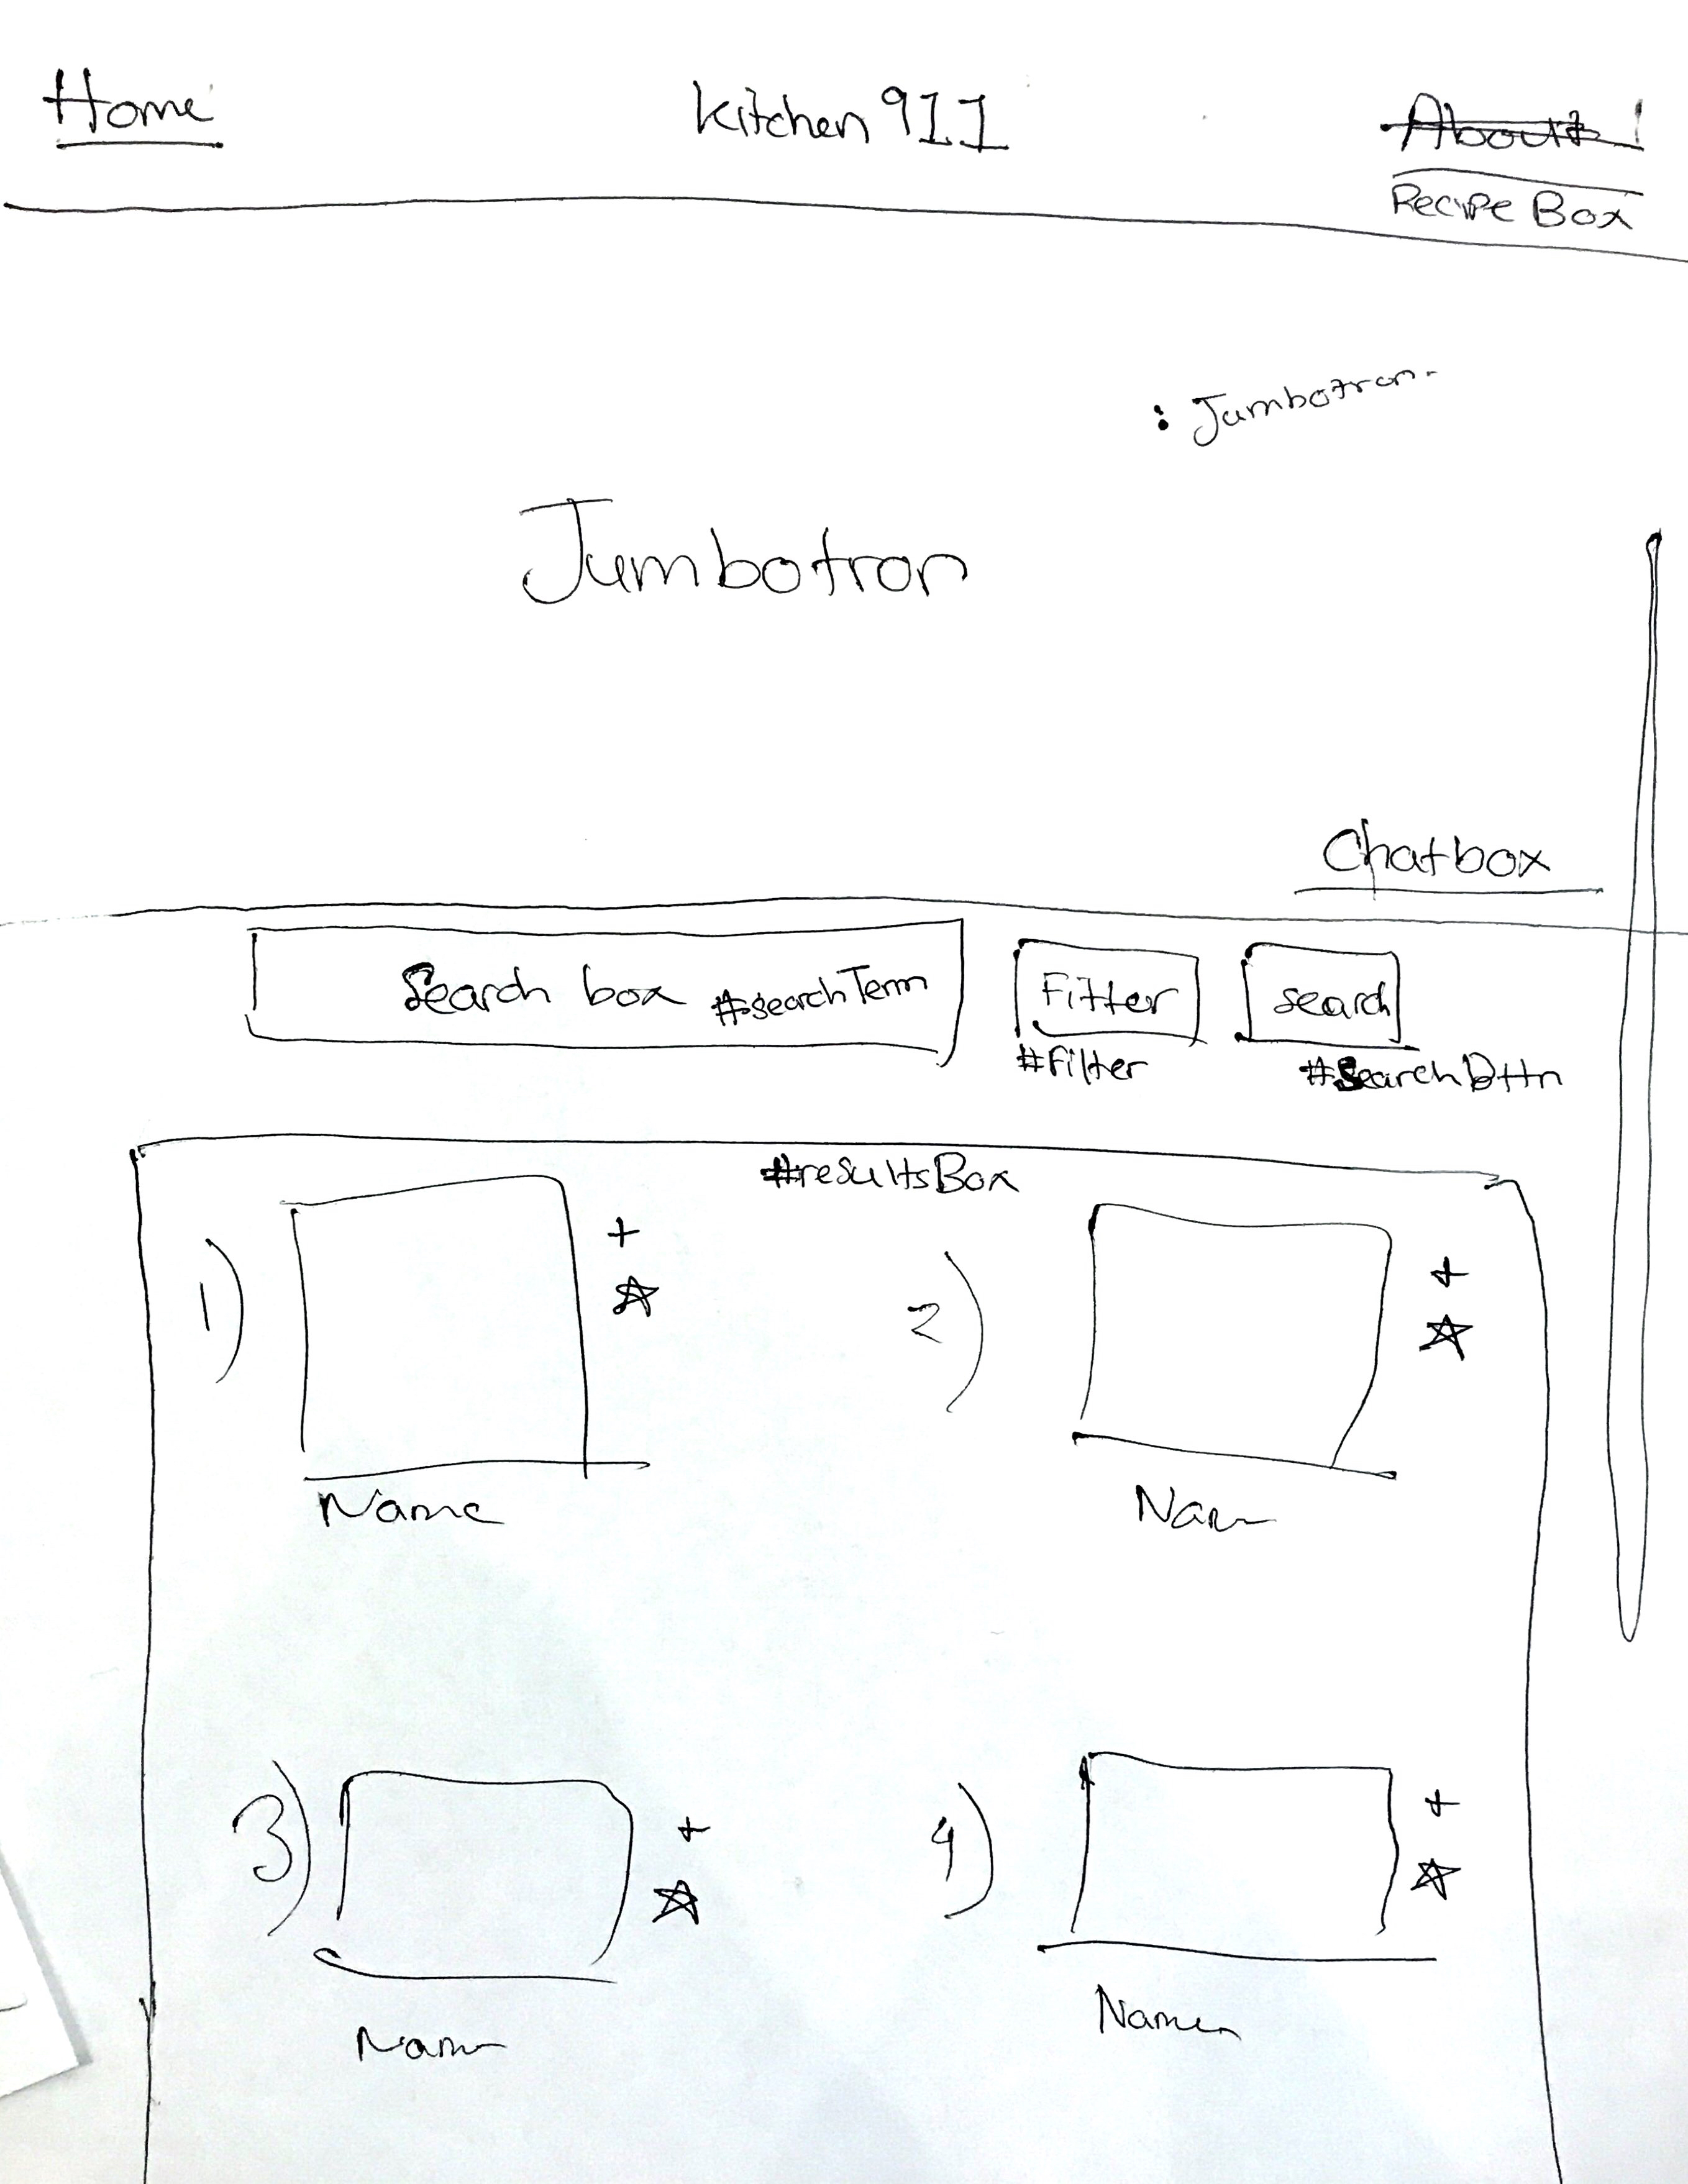 Home Kitchen 911 About!
Recipe Box
: Jumbotron.
Jumbotron
Chatbox
Search box #searchTerm Filter search
#filter #SearchBttn
#resultsBox
1) + 2) +
Name Nam
3) + 4) +
Nam Name